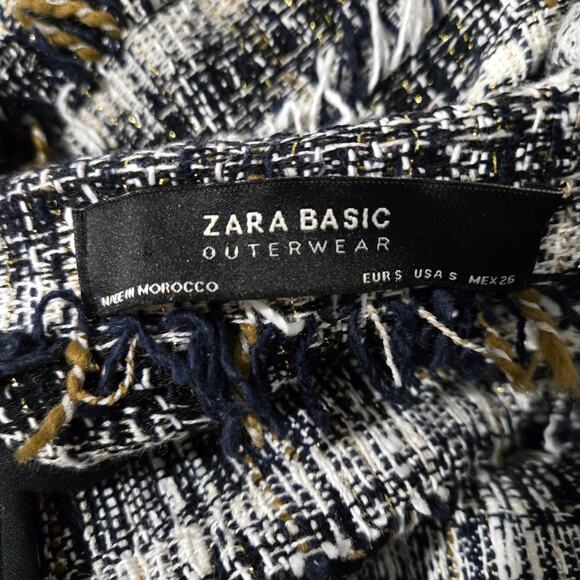 ZARA BASIC
OUTERWEAR
MADE IN MOROCCO EUR S USA S MEX 26